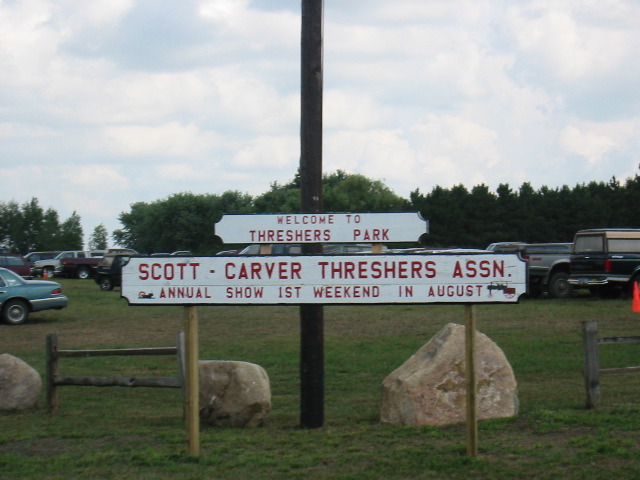 WELCOME TO
THRESHERS PARK
SCOTT - CARVER THRESHERS ASSN.
ANNUAL SHOW 1ST WEEKEND IN AUGUST